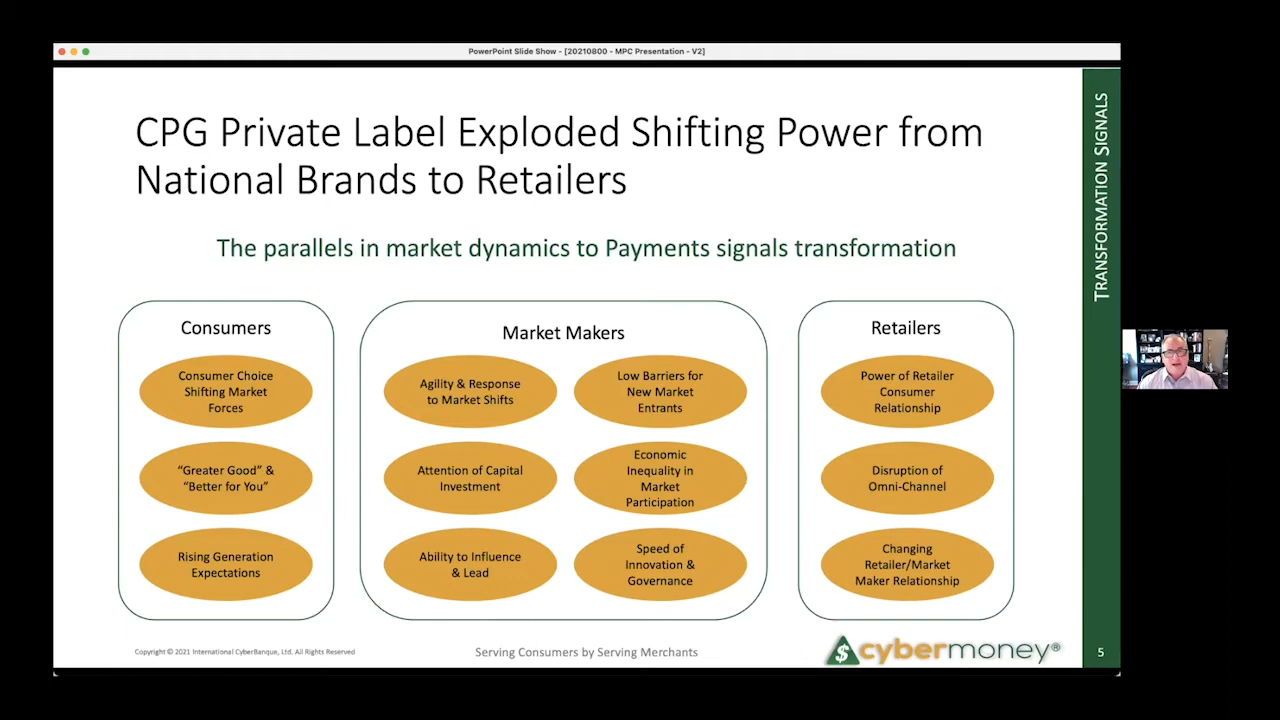 PowerPoint Slide Show - [20210800 - MPC Presentation - V2]
CPG Private Label Exploded Shifting Power from
National Brands to Retailers
The parallels in market dynamics to Payments signals transformation
TRANSFORMATION SIGNALS
Consumers
Consumer Choice
Shifting Market
Forces
“Greater Good” &
“Better for You”
Rising Generation
Expectations
Market Makers
Agility & Response
to Market Shifts
Low Barriers for
New Market
Entrants
Attention of Capital
Investment
Economic
Inequality in
Market
Participation
Ability to Influence
& Lead
Speed of
Innovation &
Governance
Retailers
Power of Retailer
Consumer
Relationship
Disruption of
Omni-Channel
Changing
Retailer/Market
Maker Relationship
Copyright © 2021 International CyberBanque, Ltd. All Rights Reserved
Serving Consumers by Serving Merchants
$ cybermoney®
5